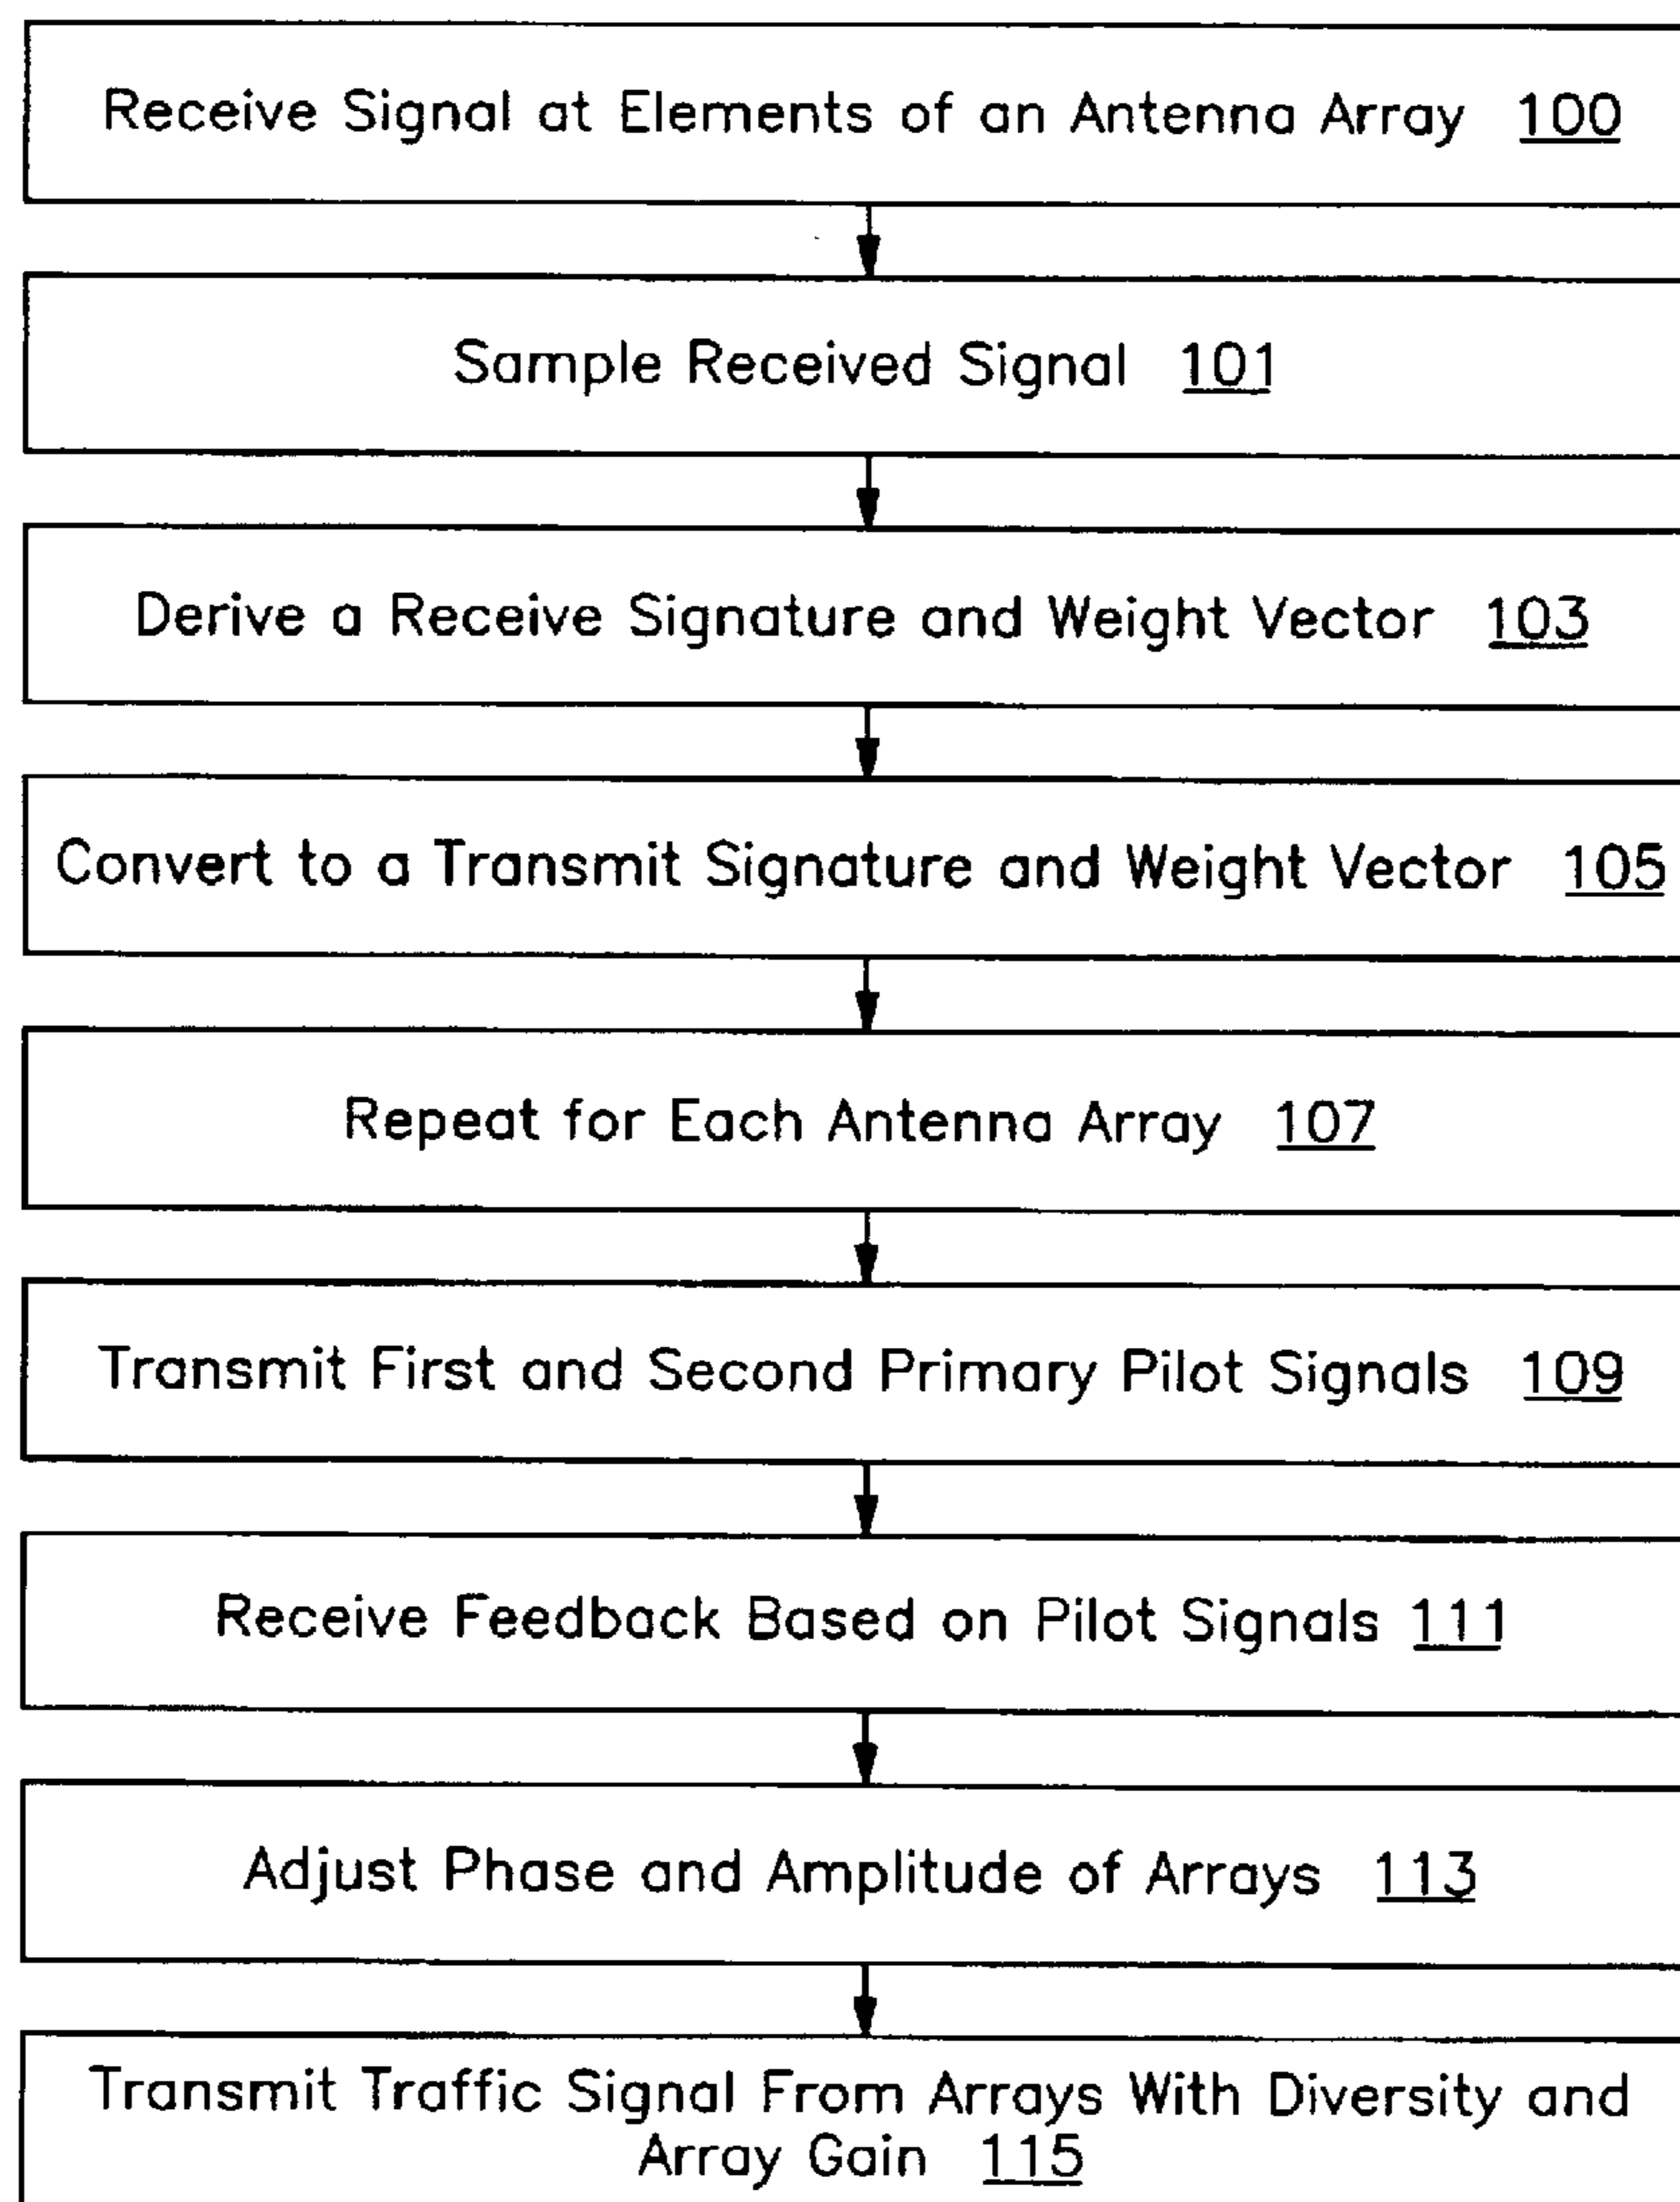 Receive Signal at Elements of an Antenna Array 100
Sample Received Signal 101
Derive a Receive Signature and Weight Vector 103
Convert to a Transmit Signature and Weight Vector 105
Repeat for Each Antenna Array 107
Transmit First and Second Primary Pilot Signals 109
Receive Feedback Based on Pilot Signals 111
Adjust Phase and Amplitude of Arrays 113
Transmit Traffic Signal From Arrays With Diversity and
Array Gain 115